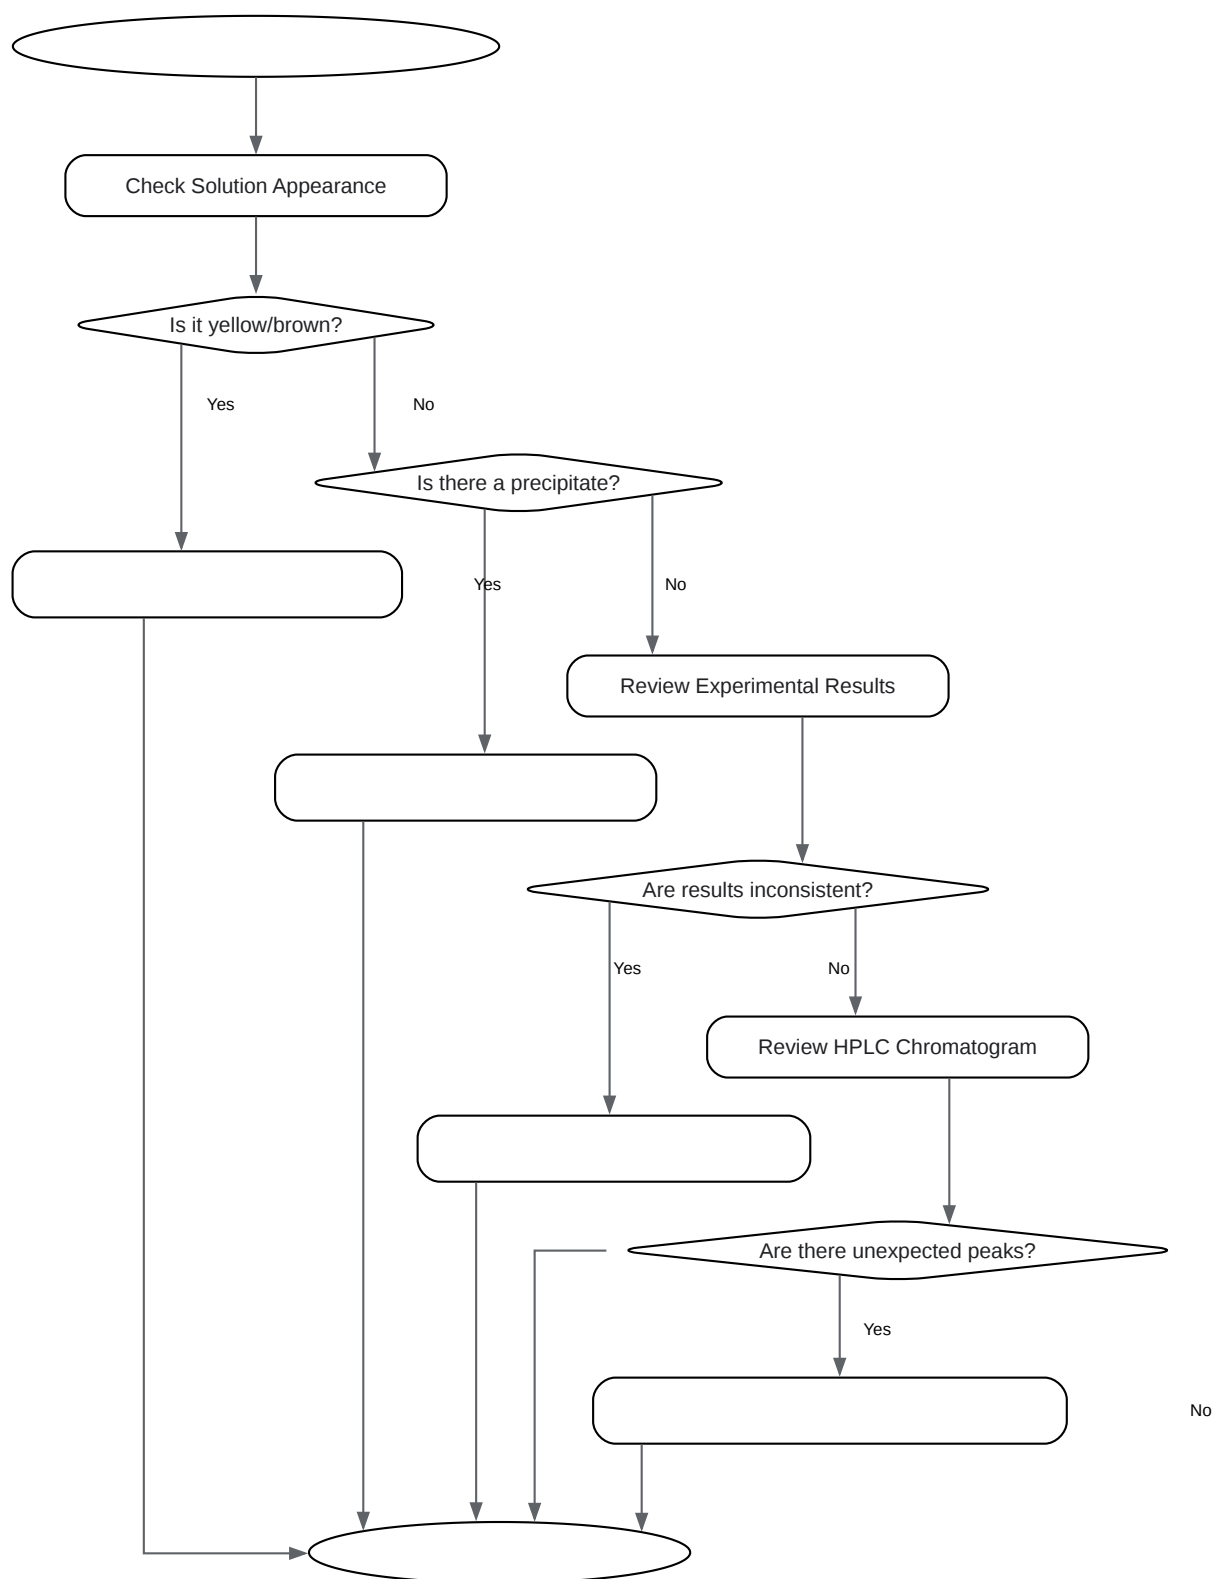 Check Solution Appearance
Is it yellow/brown?
Yes
No
Is there a precipitate?
Yes
No
Review Experimental Results
Are results inconsistent?
Yes
No
Review HPLC Chromatogram
Are there unexpected peaks?
Yes
No